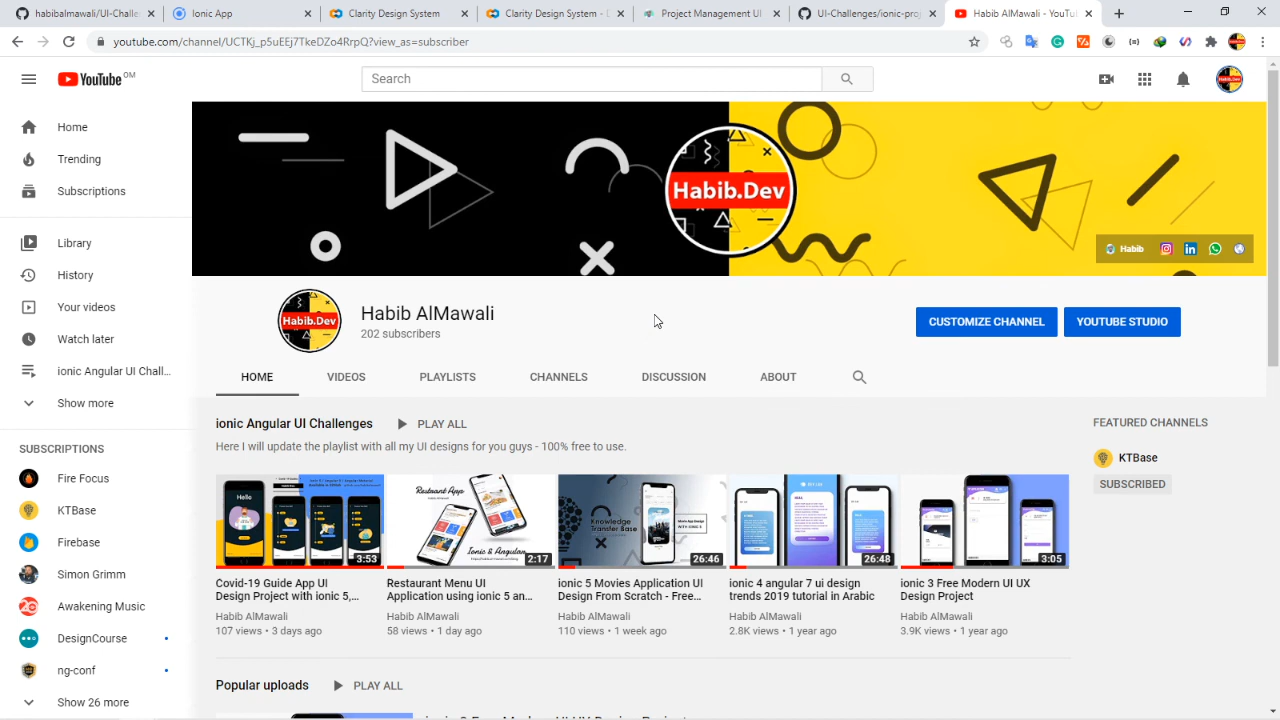 habibalmawali
Ionic Angular
Project Setup
Clarity Design System
Project Management UI
UI-Challenges/ionic-proj
Habib AlMawali - YouTu
youtube.com/channel/UCTKj_p5uEEj7TkeDZo4RrpQ?view_as=subscriber
YouTube OM
Search
Home
Trending
Subscriptions
Library
History
Your videos
Watch later
ionic Angular UI Chall...
Show more
SUBSCRIPTIONS
Fire Focus
KTBase
Firebase
Simon Grimm
Awakening Music
DesignCourse
ng-conf
Show 26 more
Habib.Dev
Habib
Habib.Dev
Habib AlMawali
202 subscribers
CUSTOMIZE CHANNEL
YOUTUBE STUDIO
HOME
VIDEOS
PLAYLISTS
CHANNELS
DISCUSSION
ABOUT
ionic Angular UI Challenges
PLAY ALL
Here I will update the playlist with all my UI designs for you guys - 100% free to use.
Hello
3:53
Covid-19 Guide App UI
Design Project with ionic 5,...
Habib AlMawali
107 views • 3 days ago
Restaurant App
Ionic & Angular
2:17
Restaurant Menu UI
Application using ionic 5 an...
Habib AlMawali
58 views • 1 day ago
Knowledge
Transfer Base
26:46
ionic 5 Movies Application UI
Design From Scratch - Free...
Habib AlMawali
110 views • 1 week ago
26:48
ionic 4 angular 7 ui design
trends 2019 tutorial in Arabic
Habib AlMawali
2.8K views • 1 year ago
3:05
ionic 3 Free Modern UI UX
Design Project
Habib AlMawali
3.9K views • 1 year ago
FEATURED CHANNELS
KTBase
SUBSCRIBED
Popular uploads
PLAY ALL